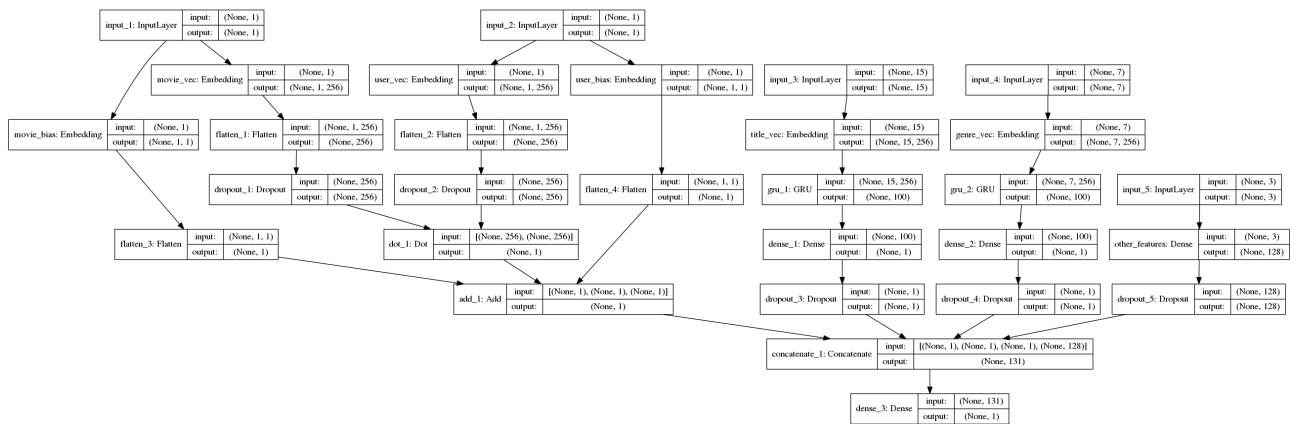 input_1: InputLayer input: (None, 1) output: (None, 1)
input_2: InputLayer input: (None, 1) output: (None, 1)
movie_vec: Embedding input: (None, 1) output: (None, 1, 256)
user_vec: Embedding input: (None, 1) output: (None, 1, 256)
user_bias: Embedding input: (None, 1) output: (None, 1, 1)
input_3: InputLayer input: (None, 15) output: (None, 15)
input_4: InputLayer input: (None, 7) output: (None, 7)
movie_bias: Embedding input: (None, 1) output: (None, 1, 1)
flatten_1: Flatten input: (None, 1, 256) output: (None, 256)
flatten_2: Flatten input: (None, 1, 256) output: (None, 256)
title_vec: Embedding input: (None, 15) output: (None, 15, 256)
genre_vec: Embedding input: (None, 7) output: (None, 7, 256)
dropout_1: Dropout input: (None, 256) output: (None, 256)
dropout_2: Dropout input: (None, 256) output: (None, 256)
flatten_4: Flatten input: (None, 1, 1) output: (None, 1)
gru_1: GRU input: (None, 15, 256) output: (None, 100)
gru_2: GRU input: (None, 7, 256) output: (None, 100)
input_5: InputLayer input: (None, 3) output: (None, 3)
flatten_3: Flatten input: (None, 1, 1) output: (None, 1)
dot_1: Dot input: [(None, 256), (None, 256)] output: (None, 1)
dense_1: Dense input: (None, 100) output: (None, 1)
dense_2: Dense input: (None, 100) output: (None, 1)
other_features: Dense input: (None, 3) output: (None, 128)
add_1: Add input: [(None, 1), (None, 1), (None, 1)] output: (None, 1)
dropout_3: Dropout input: (None, 1) output: (None, 1)
dropout_4: Dropout input: (None, 1) output: (None, 1)
dropout_5: Dropout input: (None, 128) output: (None, 128)
concatenate_1: Concatenate input: [(None, 1), (None, 1), (None, 1), (None, 128)] output: (None, 131)
dense_3: Dense input: (None, 131) output: (None, 1)